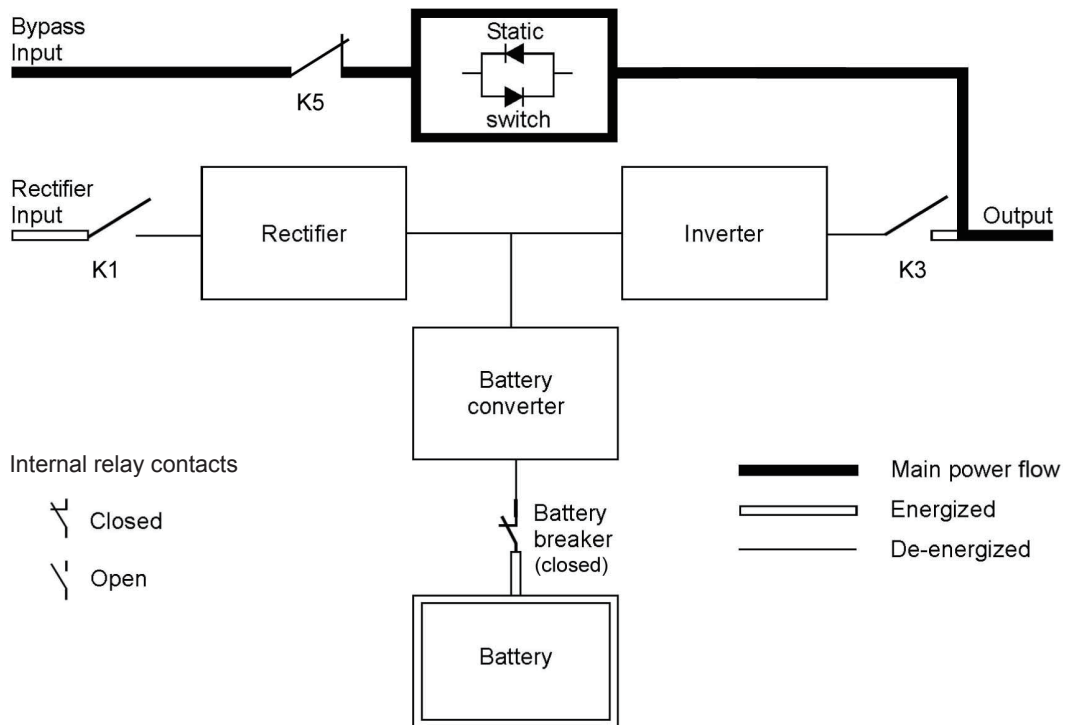 Bypass
Input
K5
Static
switch
Rectifier
Input
K1
Rectifier
Inverter
K3
Output
Battery
converter
Internal relay contacts
Closed
Open
Battery
breaker
(closed)
Battery
Main power flow
Energized
De-energized